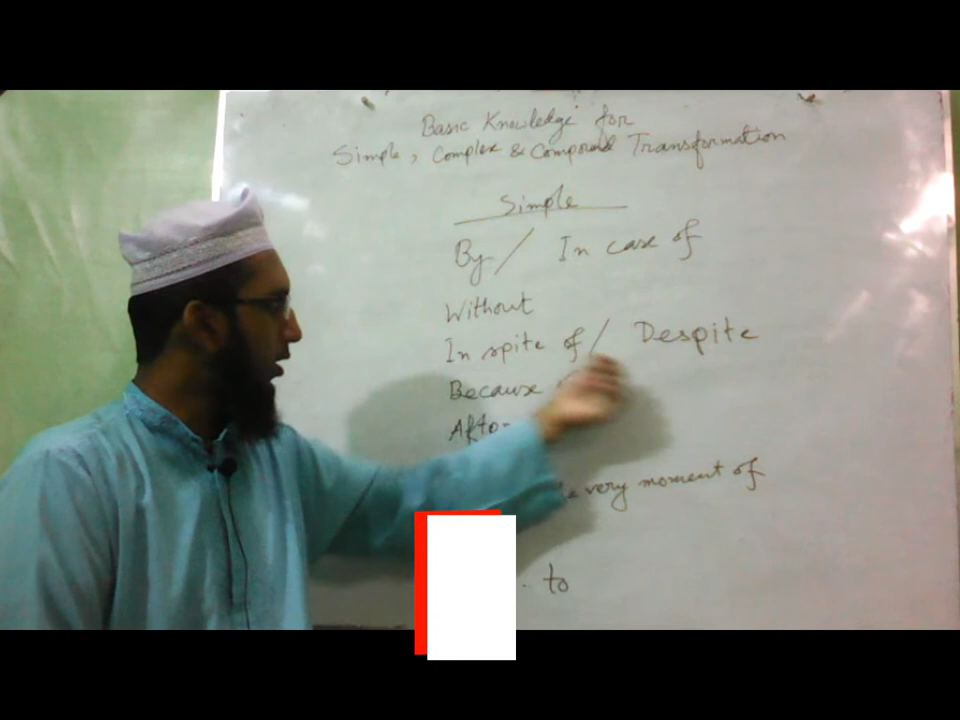 Basic Knowledge for
Simple, Complex & Compound Transformation
Simple
By / In case of
Without
In spite of / Despite
Because
After
very moment of
to